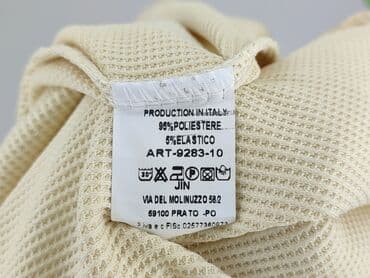 PRODUCTION IN ITALY
95%POLIESTERE
5%ELASTICO
ART-9283-10
JIN
VIA DEL MOLINUZZO 58/2
59100 PRATO -PO